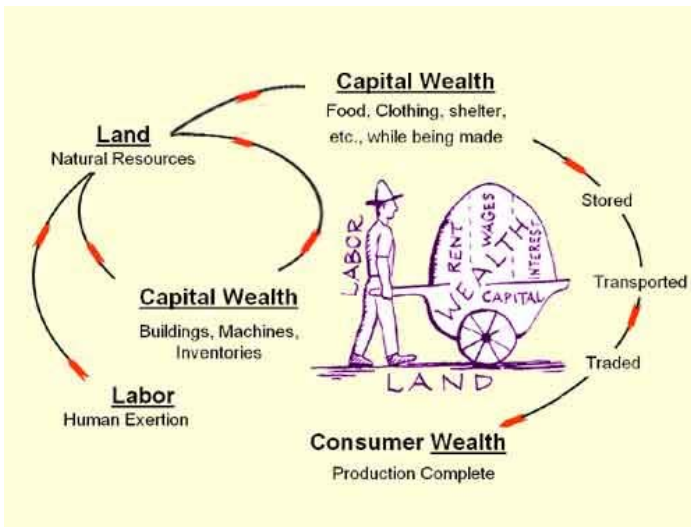 Capital Wealth
Food, Clothing, shelter,
etc., while being made
Land
Natural Resources
Stored
Transported
Traded
Capital Wealth
Buildings, Machines,
Inventories
Labor
Human Exertion
LABOR
RENT
WAGES
INTEREST
WEALTH
CAPITAL
LAND
Consumer Wealth
Production Complete